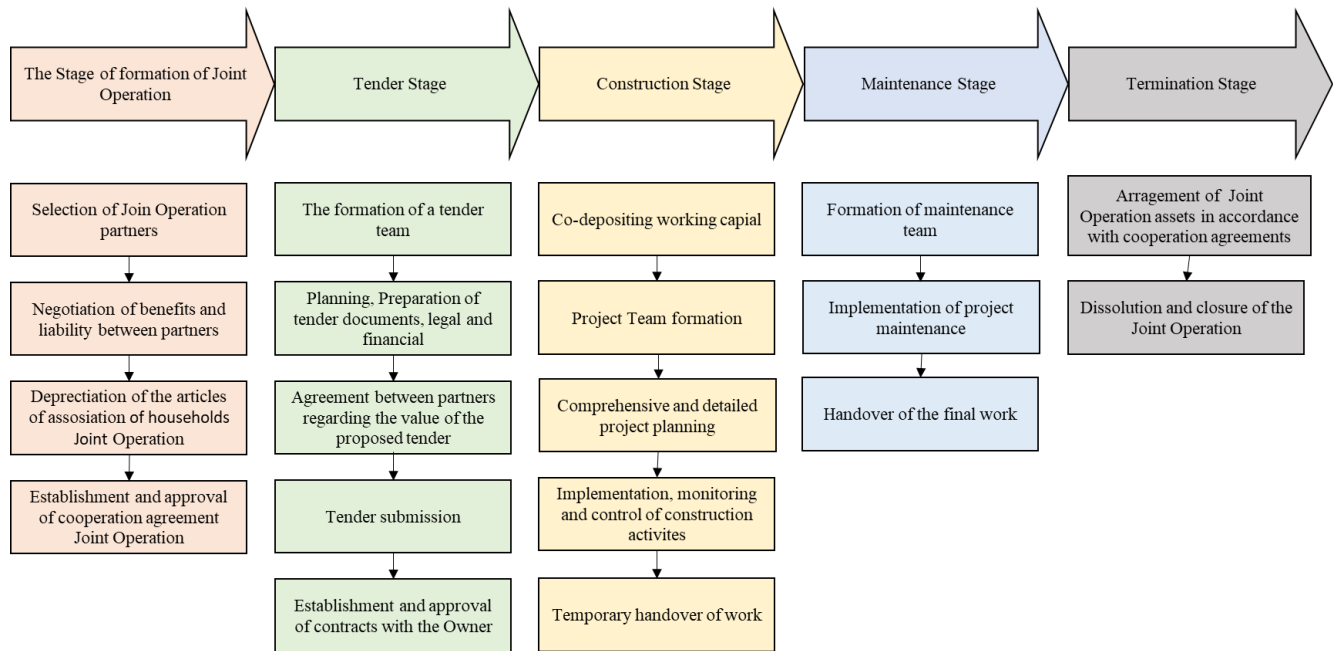 The Stage of formation of Joint
Operation
Tender Stage
Construction Stage
Maintenance Stage
Termination Stage
Selection of Join Operation
partners
Negotiation of benefits and
liability between partners
Depreciation of the articles
of assosiation of households
Joint Operation
Establishment and approval
of cooperation agreement
Joint Operation
The formation of a tender
team
Planning, Preparation of
tender documents, legal and
financial
Agreement between partners
regarding the value of the
proposed tender
Tender submission
Establishment and approval
of contracts with the Owner
Co-depositing working capial
Project Team formation
Comprehensive and detailed
project planning
Implementation, monitoring
and control of construction
activites
Temporary handover of work
Formation of maintenance
team
Implementation of project
maintenance
Handover of the final work
Arragement of Joint
Operation assets in accordance
with cooperation agreements
Dissolution and closure of the
Joint Operation